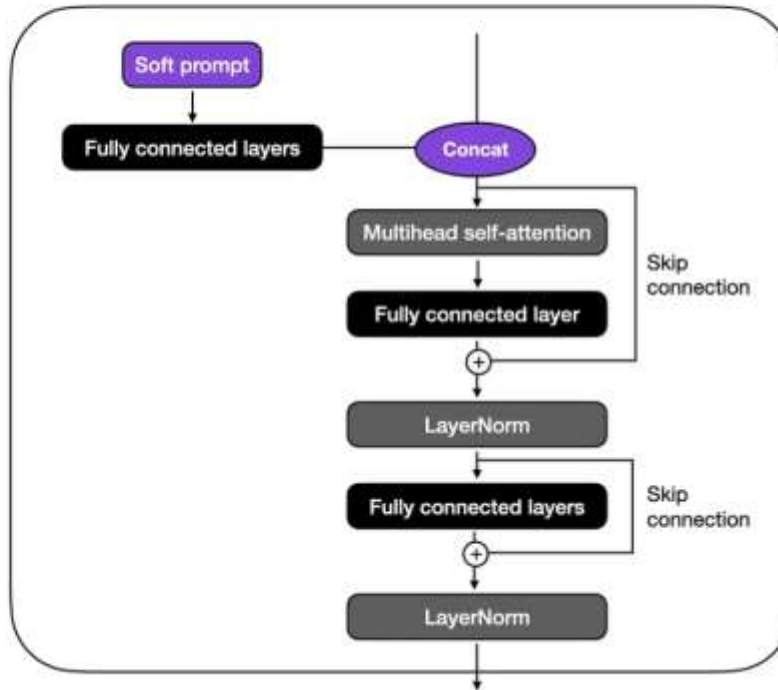 Soft prompt
Fully connected layers
Concat
Multihead self-attention
Skip
connection
Fully connected layer
LayerNorm
Fully connected layers
Skip
connection
LayerNorm